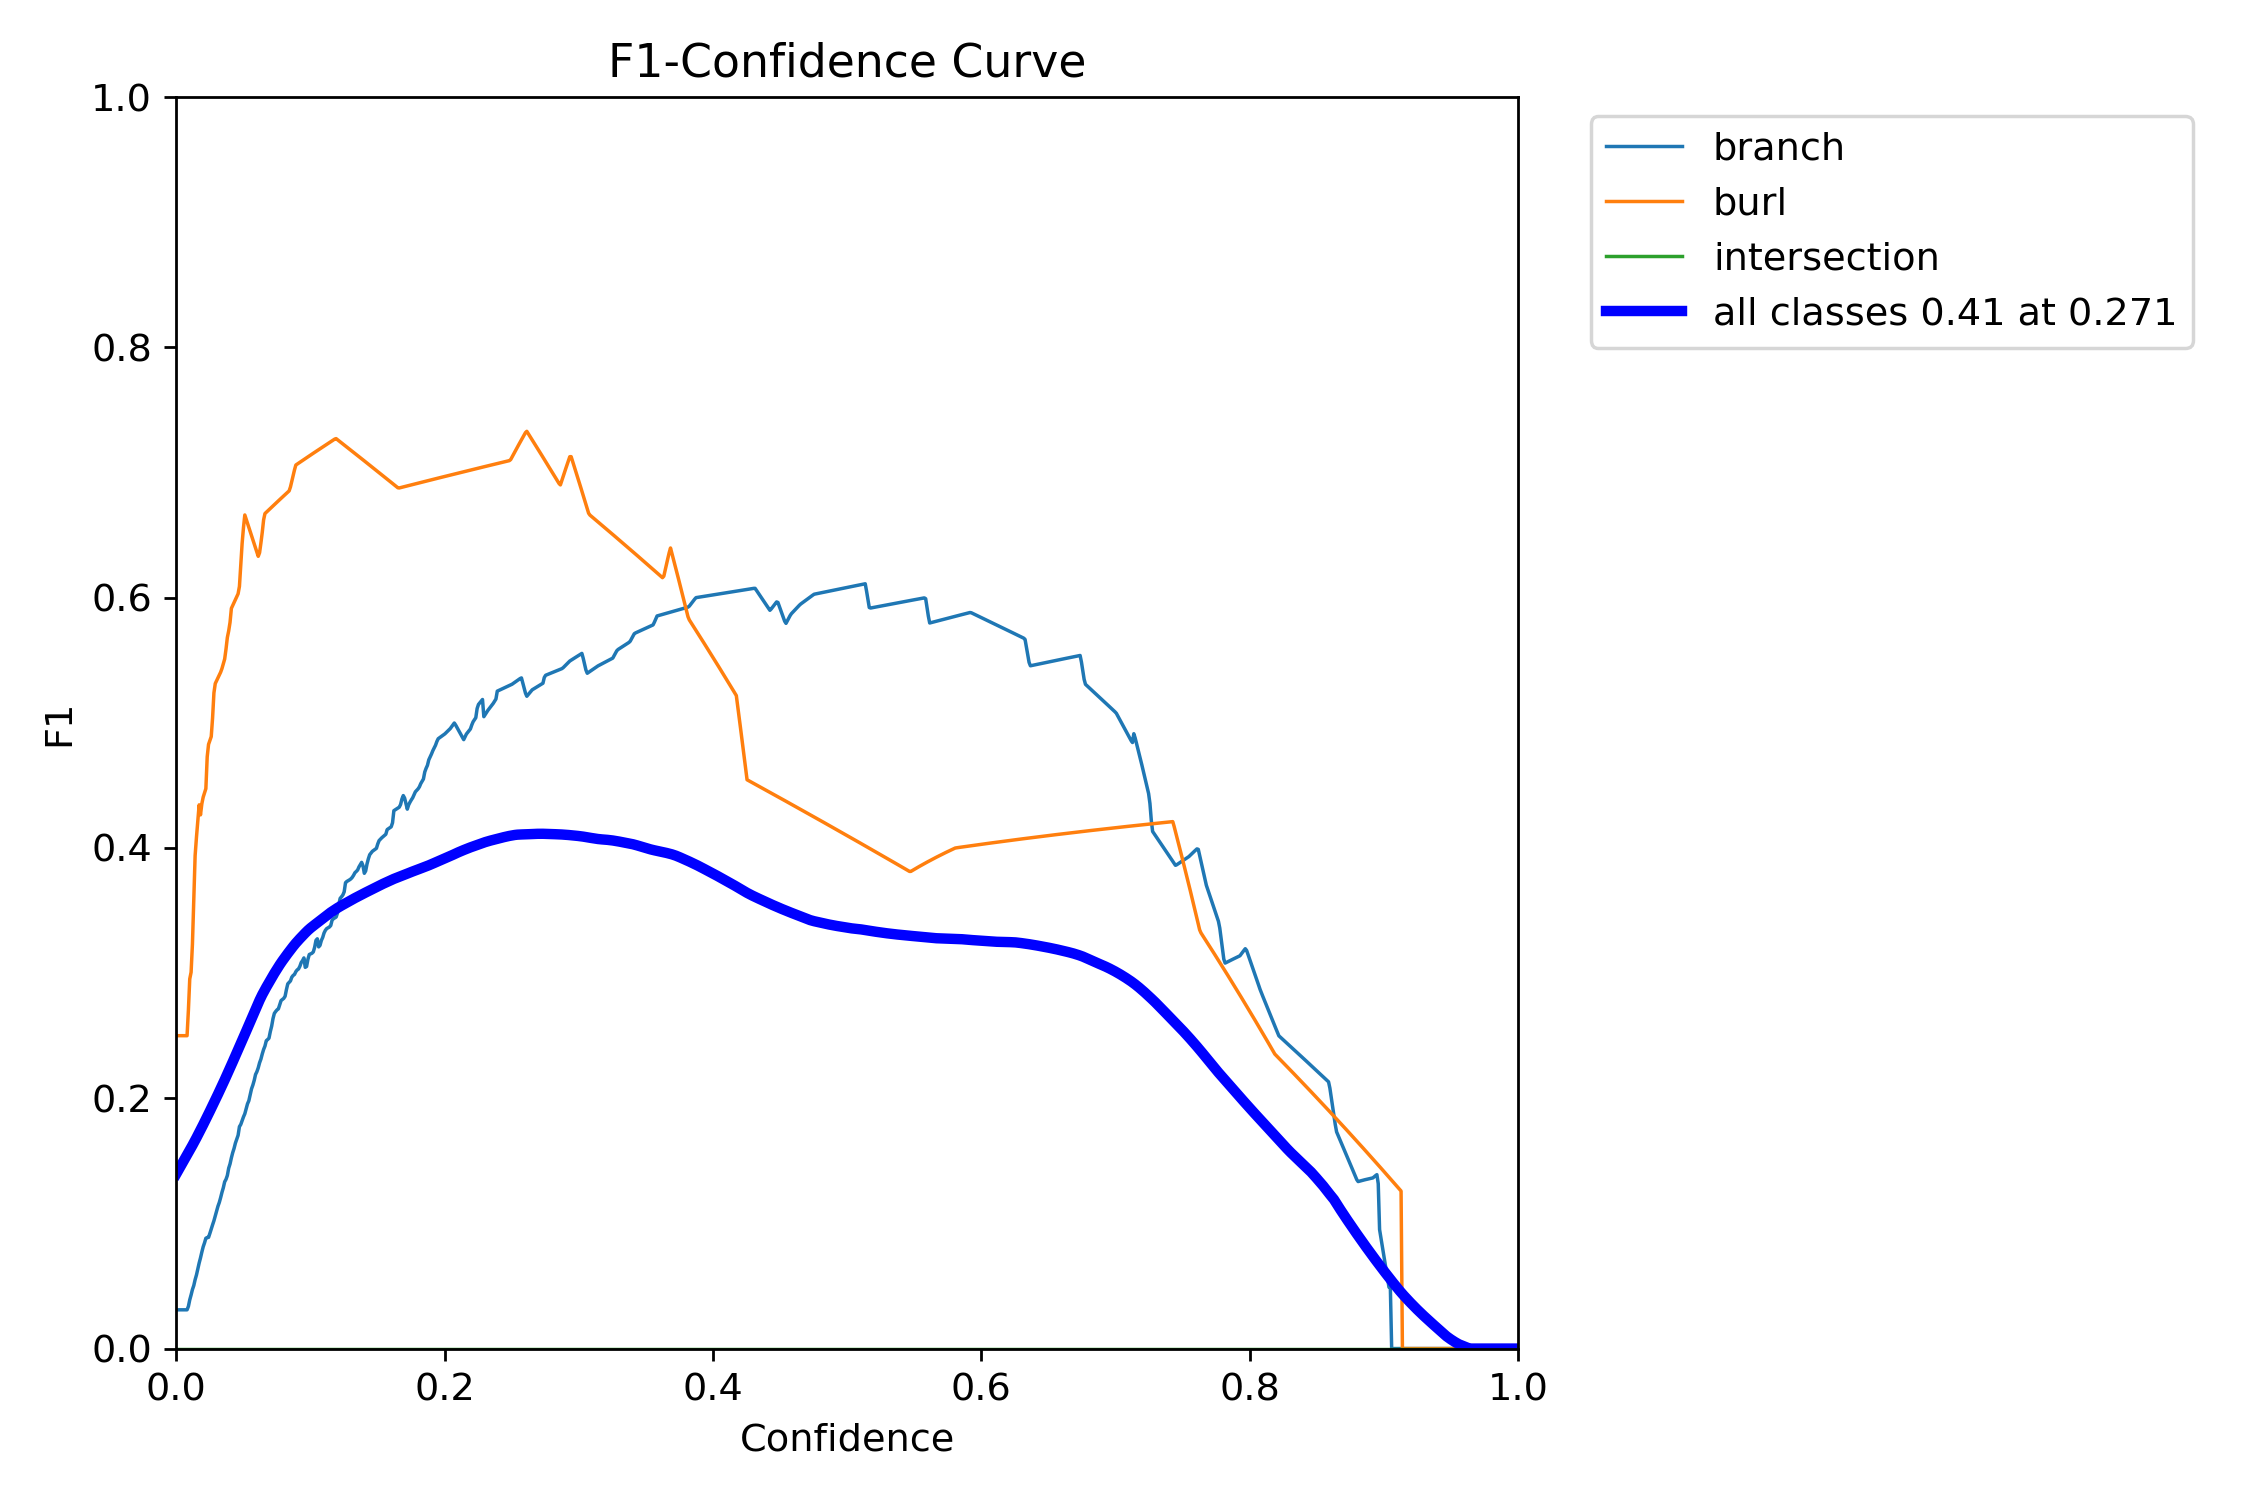 F1-Confidence Curve
1.0
0.8
0.6
0.4
0.2
0.0
F1
0.0 0.2 0.4 0.6 0.8 1.0
Confidence
branch
burl
intersection
all classes 0.41 at 0.271